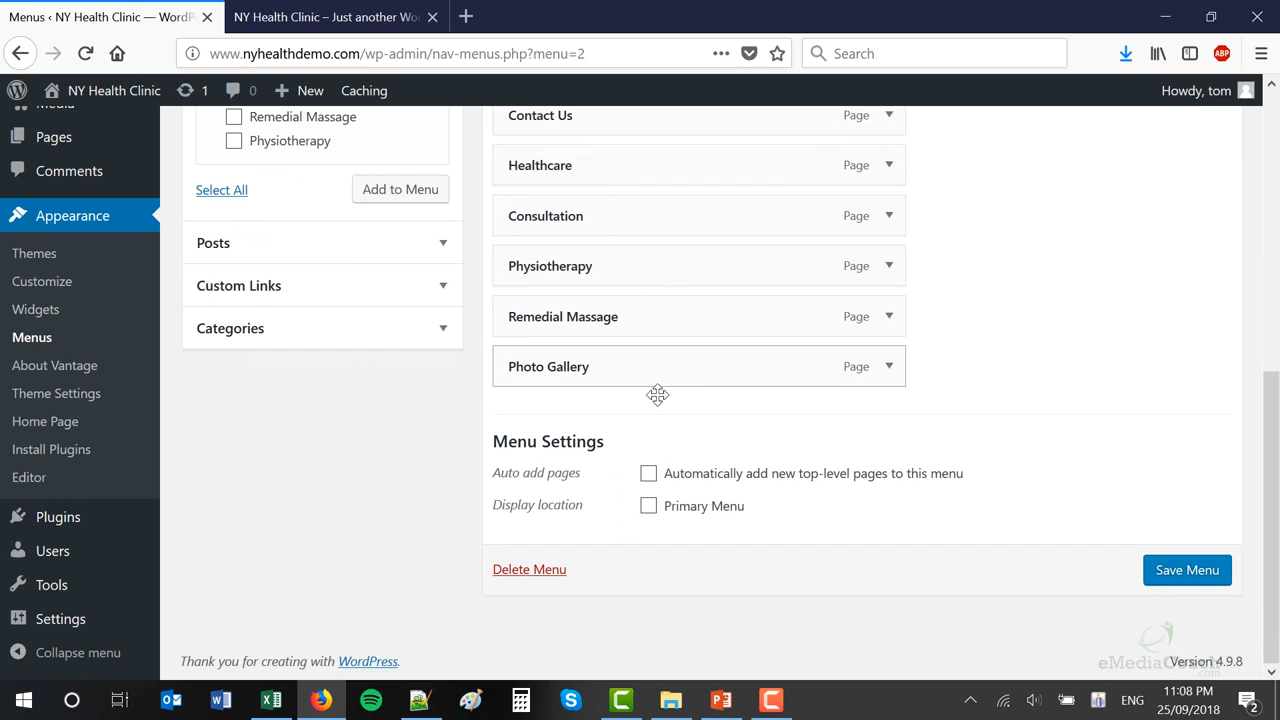 Menus ‹ NY Health Clinic — WordP
NY Health Clinic – Just another Wo
www.nyhealthdemo.com/wp-admin/nav-menus.php?menu=2
Search
ABP
NY Health Clinic 1 0 New Caching Howdy, tom
Media
Pages
Comments
Appearance
Themes
Customize
Widgets
Menus
About Vantage
Theme Settings
Home Page
Install Plugins
Editor
Plugins
Users
Tools
Settings
Collapse menu
Remedial Massage
Physiotherapy
Select All Add to Menu
Posts
Custom Links
Categories
Contact Us Page
Healthcare Page
Consultation Page
Physiotherapy Page
Remedial Massage Page
Photo Gallery Page
Menu Settings
Auto add pages Automatically add new top-level pages to this menu
Display location Primary Menu
Delete Menu Save Menu
Thank you for creating with WordPress. Version 4.9.8
eMediaCoach
ENG
11:08 PM
25/09/2018
2